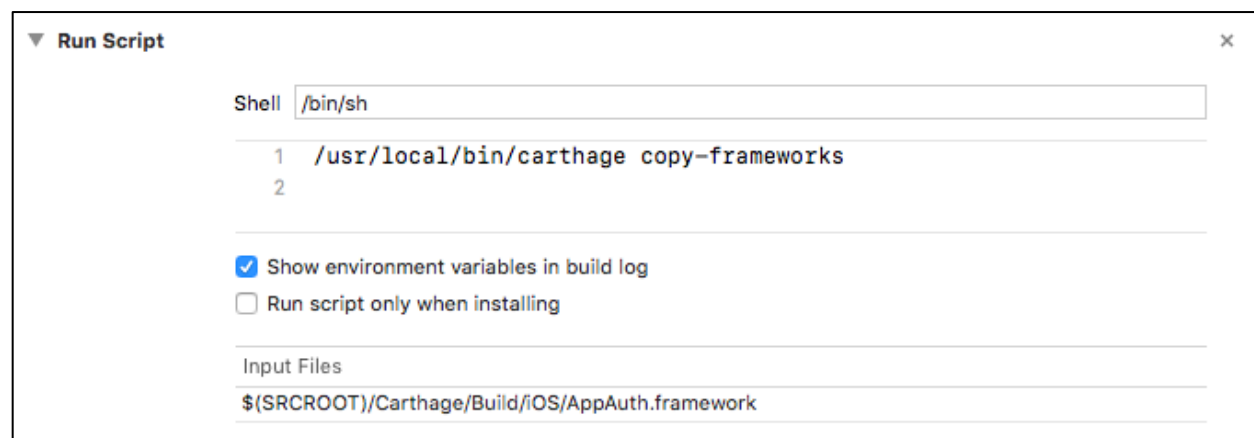 ▼ Run Script ×
Shell /bin/sh
1 /usr/local/bin/carthage copy-frameworks
2
Show environment variables in build log
Run script only when installing
Input Files
$(SRCROOT)/Carthage/Build/iOS/AppAuth.framework